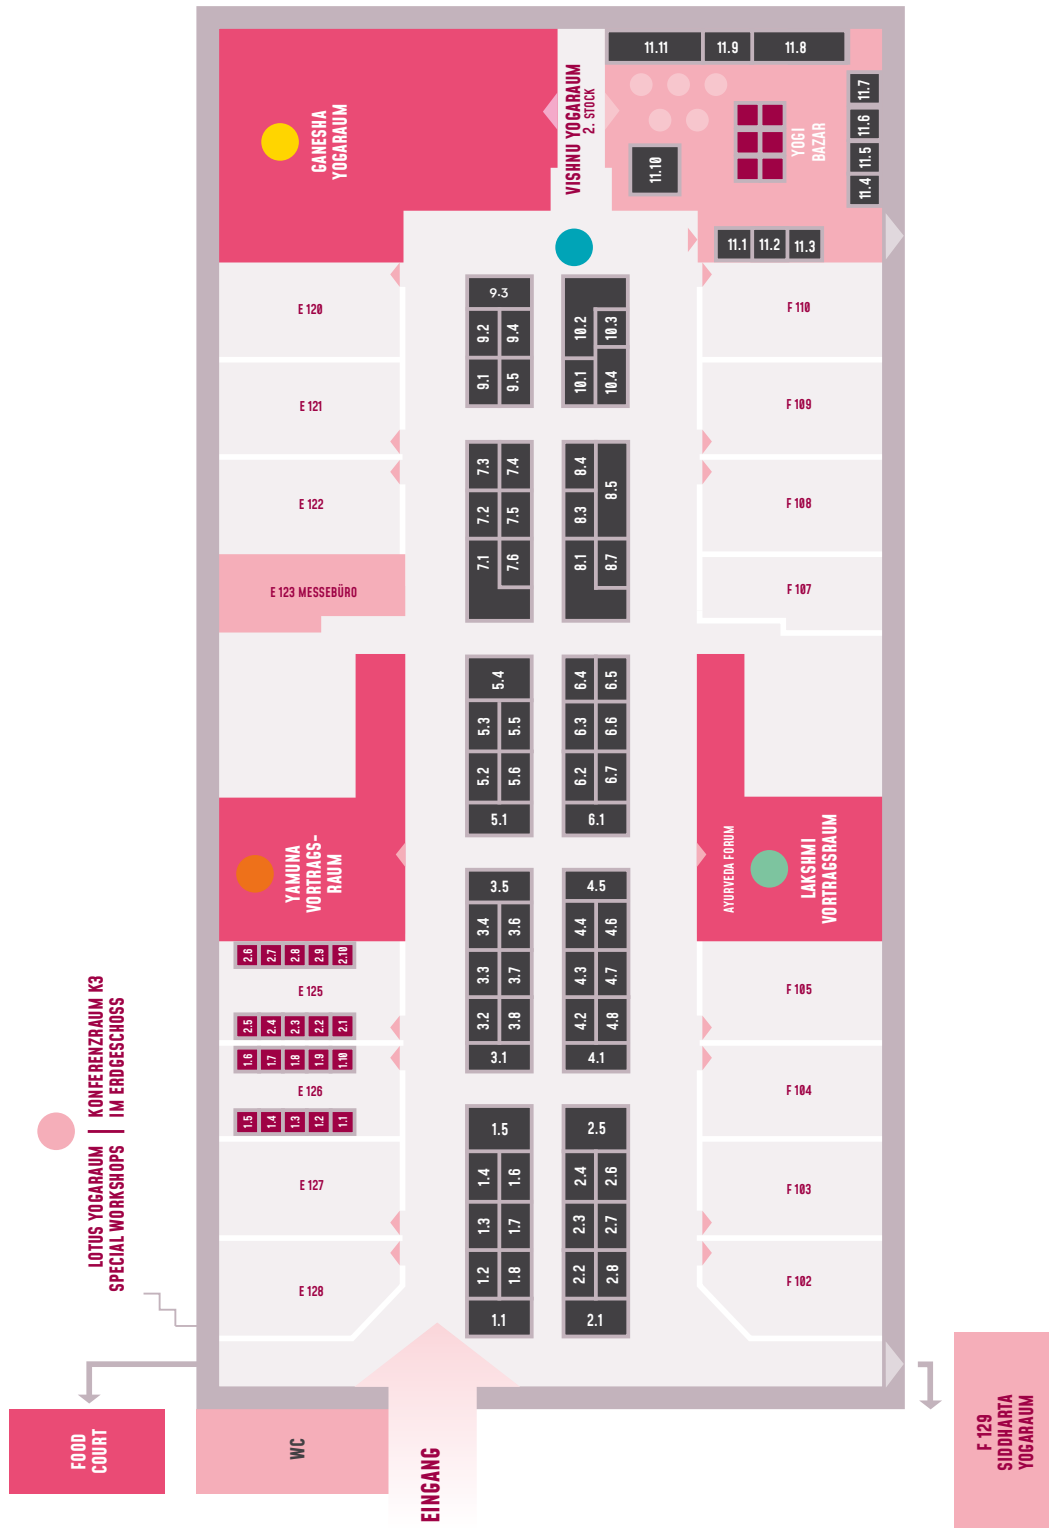 GANESHA
YOGARAUM
VISHNU YOGARAUM
2. STOCK
11.11
11.9
11.8
11.7
11.6
11.5
11.4
YOGI
BAZAR
11.10
11.1
11.2
11.3
E 120
9.3
9.2
9.4
9.1
9.5
10.2
10.3
10.1
10.4
F 110
E 121
F 109
E 122
7.3
7.4
7.2
7.5
7.1
7.6
8.4
8.5
8.3
8.1
8.7
F 108
E 123 MESSEBÜRO
F 107
5.4
5.3
5.5
5.2
5.6
5.1
6.4
6.5
6.3
6.6
6.2
6.7
6.1
YAMUNA
VORTRAGS-
RAUM
AYURVEDA FORUM
LAKSHMI
VORTRAGSRAUM
3.5
3.4
3.6
3.3
3.7
3.2
3.8
3.1
4.5
4.4
4.6
4.3
4.7
4.2
4.8
4.1
2.6
2.7
2.8
2.9
2.10
E 125
2.5
2.4
2.3
2.2
2.1
F 105
1.6
1.7
1.8
1.9
1.10
E 126
1.5
1.4
1.3
1.2
1.1
F 104
LOTUS YOGARAUM | KONFERENZRAUM K3
SPECIAL WORKSHOPS | IM ERDGESCHOSS
E 127
1.5
1.4
1.6
1.3
1.7
1.2
1.8
1.1
2.5
2.4
2.6
2.3
2.7
2.2
2.8
2.1
F 103
E 128
F 102
FOOD
COURT
WC
EINGANG
F 129
SIDDHARTA
YOGARAUM